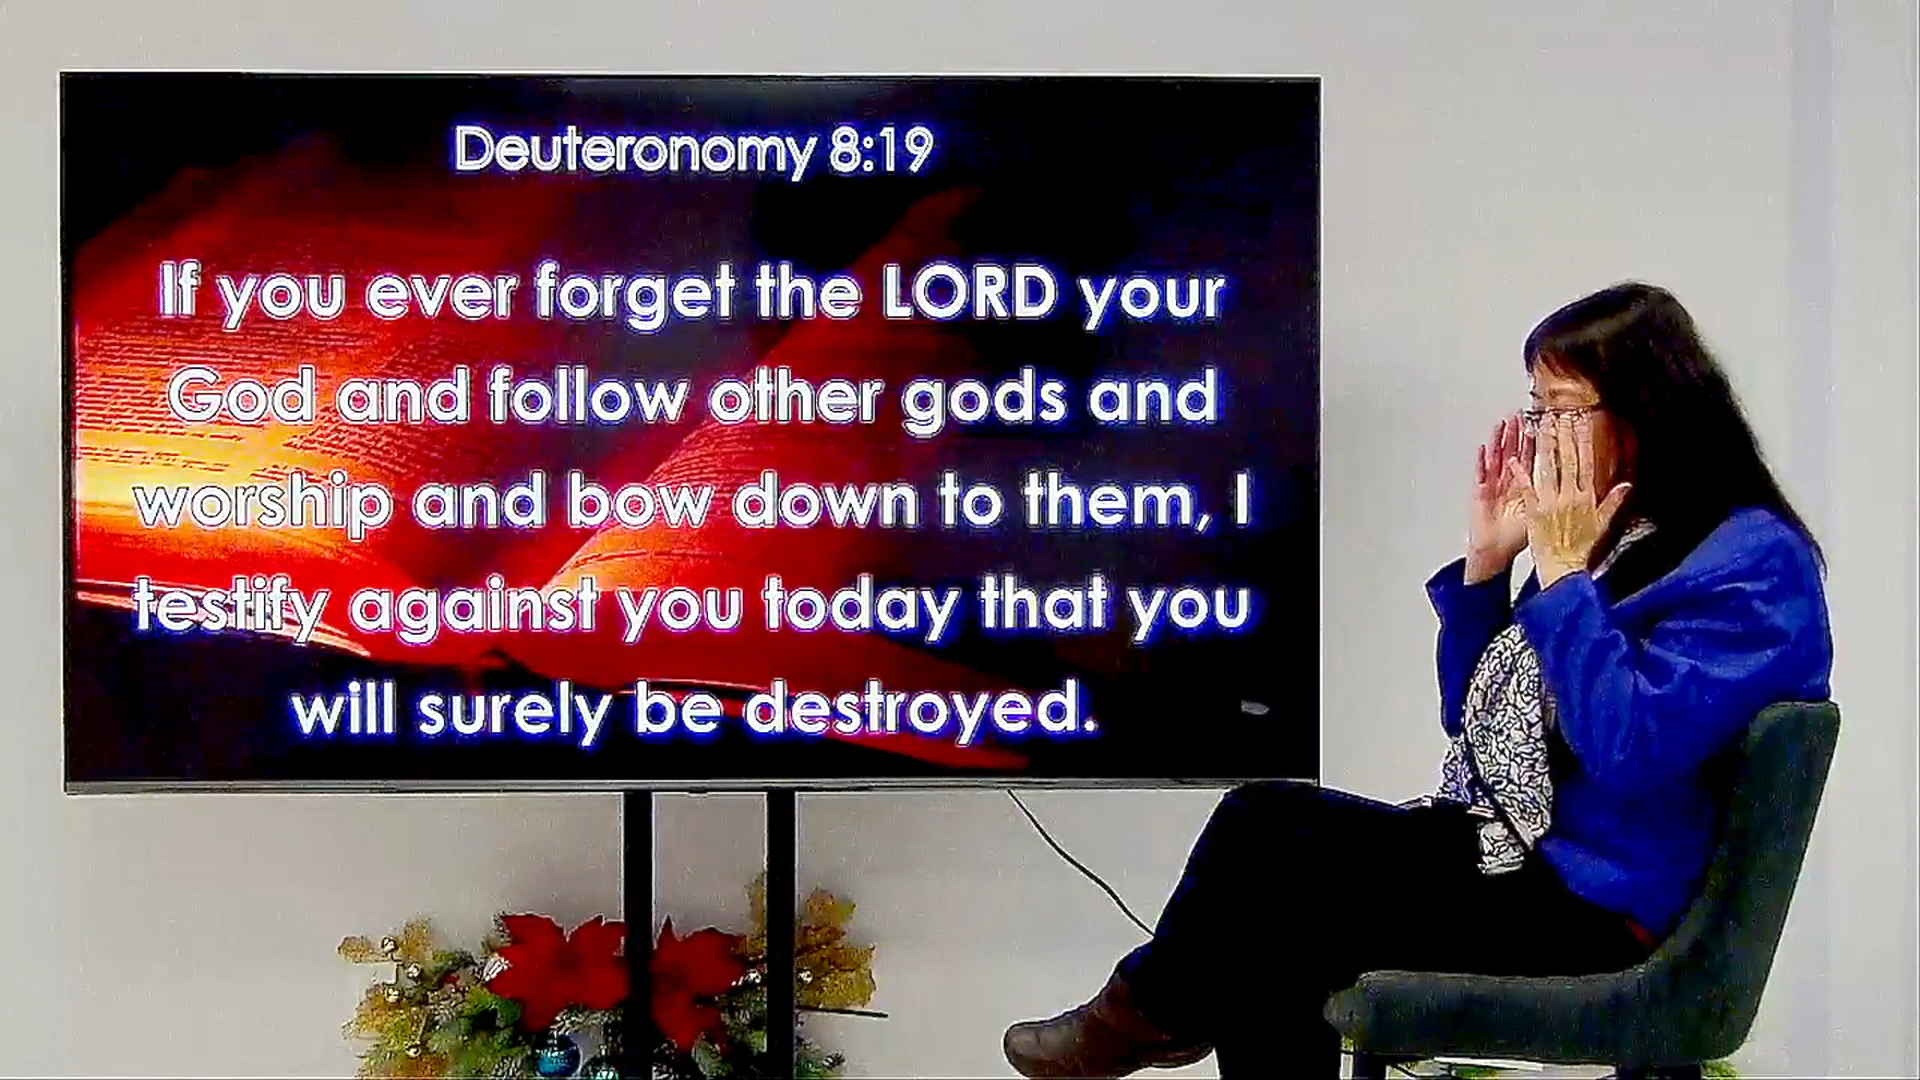 Deuteronomy 8:19
If you ever forget the LORD your
God and follow other gods and
worship and bow down to them, I
testify against you today that you
will surely be destroyed.